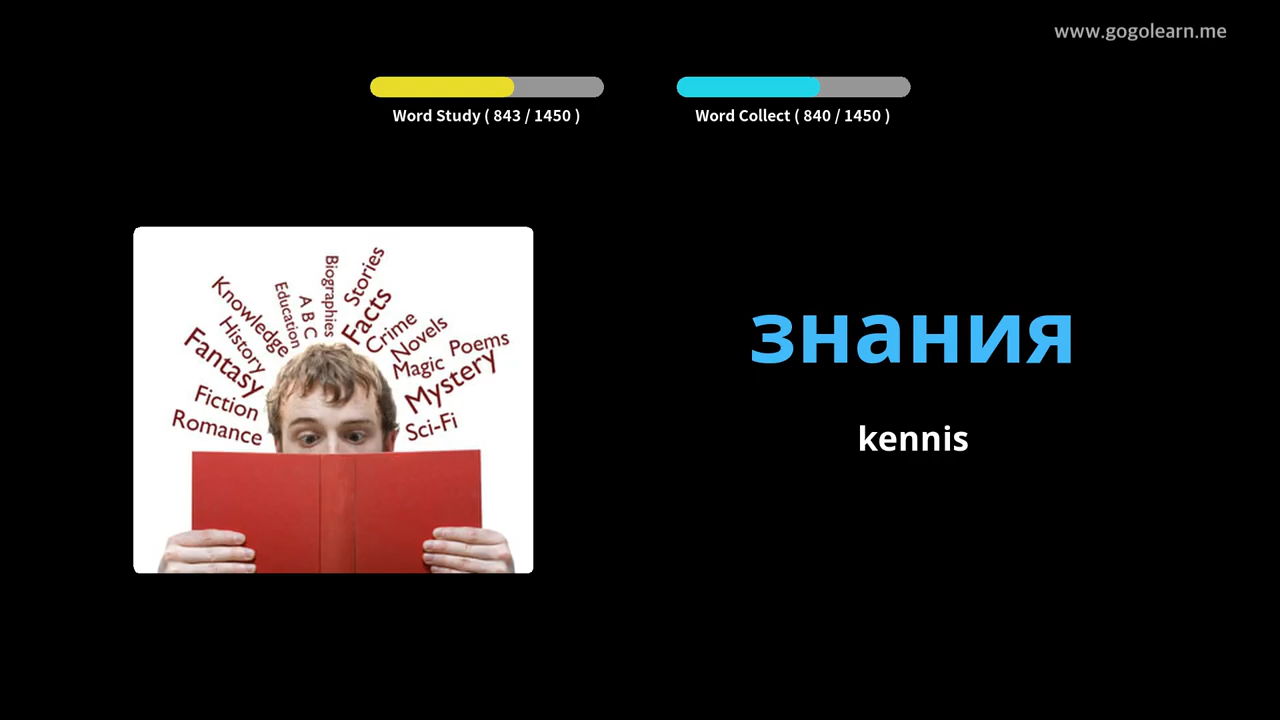 www.gogolearn.me
Word Study ( 843 / 1450 )
Word Collect ( 840 / 1450 )
Romance
Fiction
Fantasy
History
Knowledge
Education
A B C
Biographies
Stories
Facts
Crime
Novels
Magic
Poems
Mystery
Sci-Fi
знания
kennis